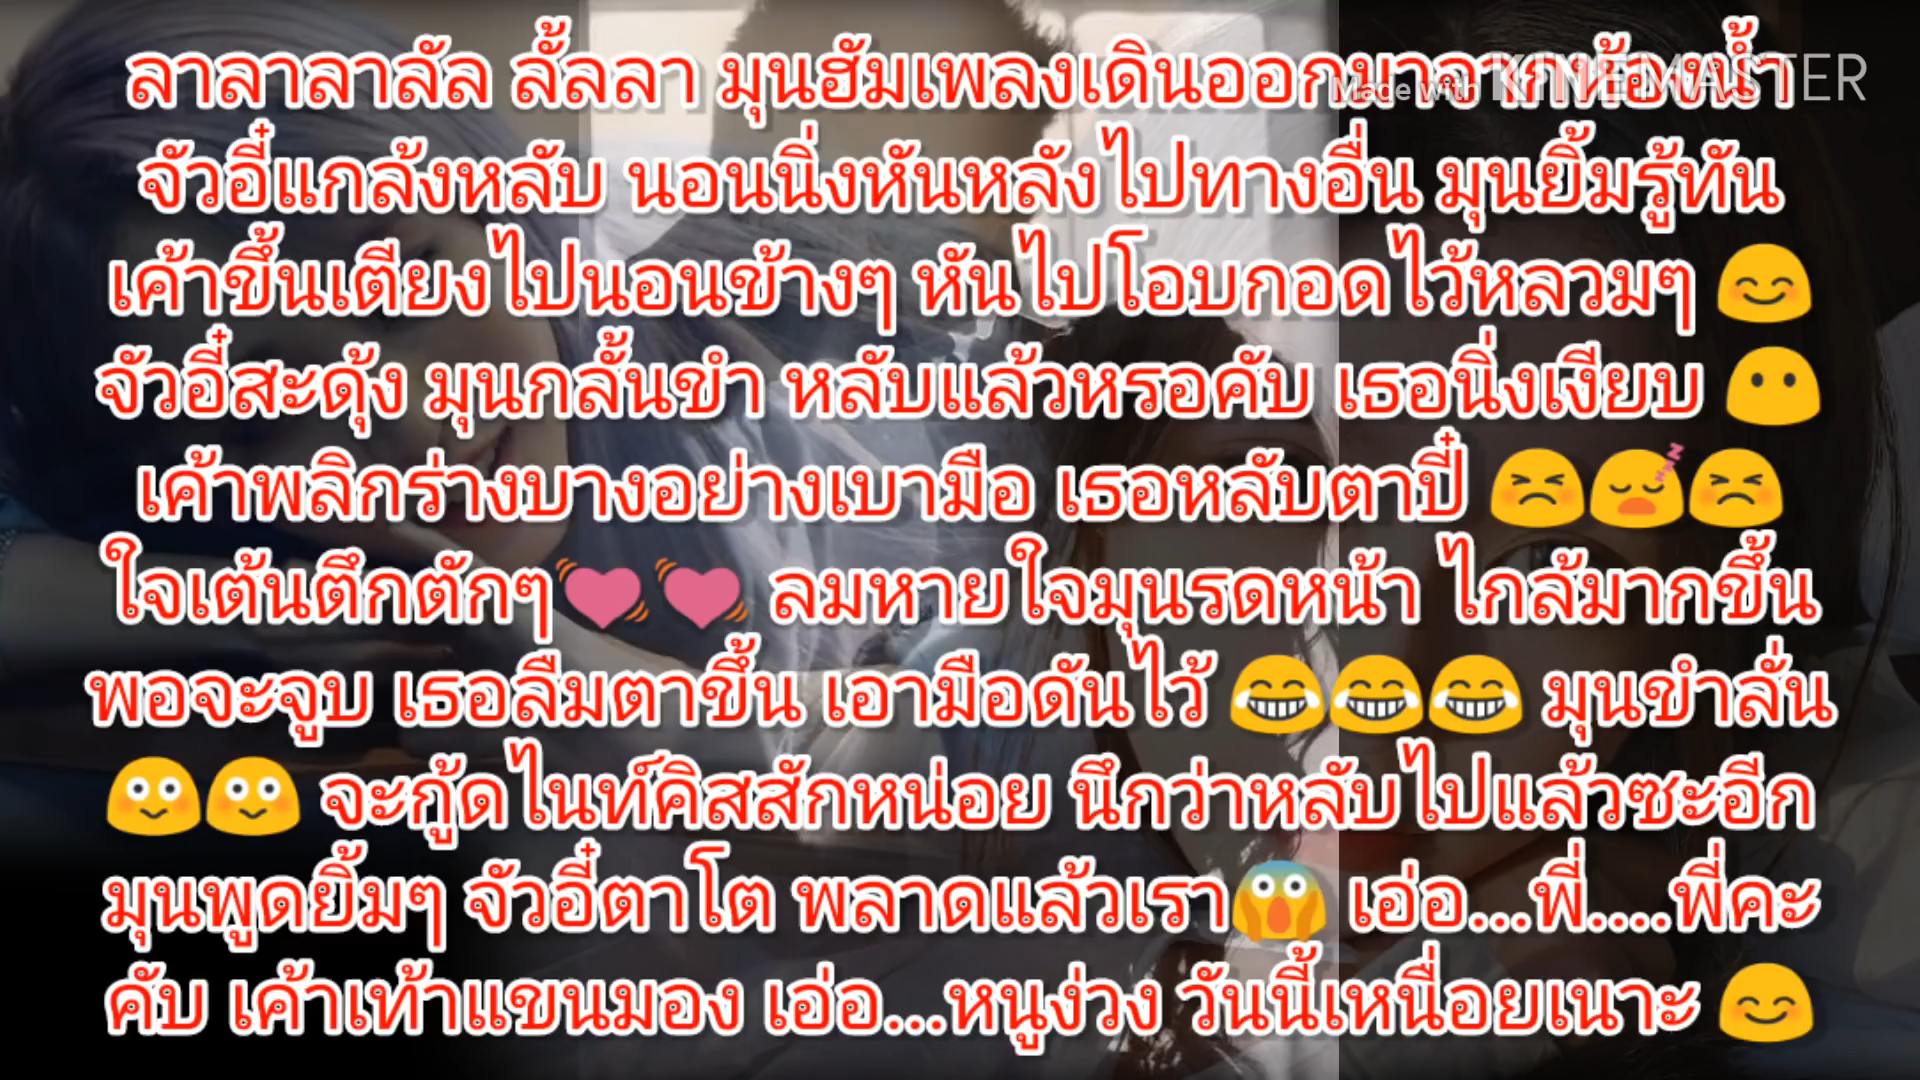 ลาลาลาลัล ลั้ลลา มุนฮัมเพลงเดินออกมาจากห้องน้ำ
Made with KINEMASTER
จัวอี๋แกล้งหลับ นอนนิ่งหันหลังไปทางอื่น มุนยิ้มรู้ทัน
เค้าขึ้นเตียงไปนอนข้างๆ หันไปโอบกอดไว้หลวมๆ 😊
จัวอี๋สะดุ้ง มุนกลั้นขำ หลับแล้วหรอคับ เธอนิ่งเงียบ 😶
เค้าพลิกร่างบางอย่างเบามือ เธอหลับตาปี๋ 😣😴😣
ใจเต้นตึกตักๆ💓💓 ลมหายใจมุนรดหน้า ไกล้มากขึ้น
พอจะจูบ เธอลืมตาขึ้น เอามือดันไว้ 😂😂😂 มุนขำลั่น
😳😳 จะกู้ดไนท์คิสสักหน่อย นึกว่าหลับไปแล้วซะอีก
มุนพูดยิ้มๆ จัวอี๋ตาโต พลาดแล้วเรา😱 เอ่อ...พี่....พี่คะ
คับ เค้าเท้าแขนมอง เอ่อ...หนูง่วง วันนี้เหนื่อยเนาะ 😊